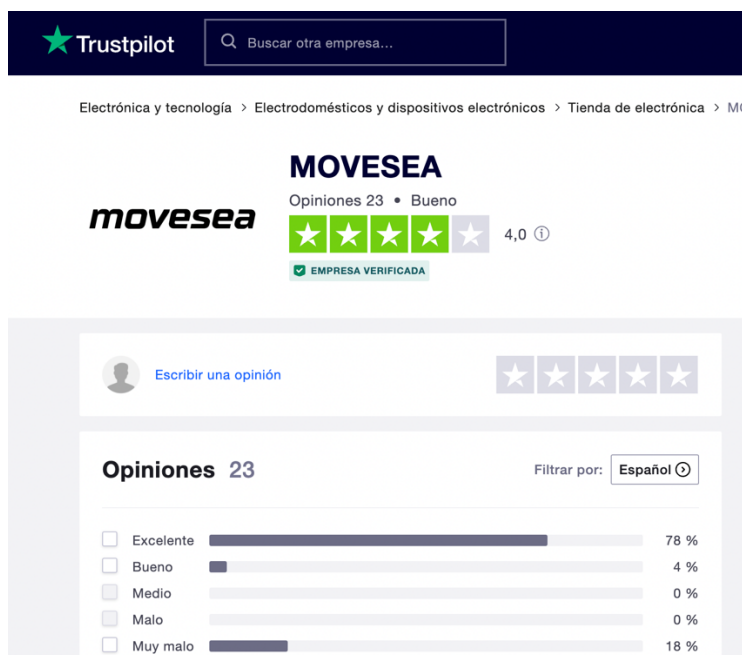 Trustpilot
Buscar otra empresa...
Electrónica y tecnología > Electrodomésticos y dispositivos electrónicos > Tienda de electrónica >
MOVESEA
Opiniones 23 • Bueno
movesea
4,0
EMPRESA VERIFICADA
Escribir una opinión
Opiniones 23
Filtrar por: Español
Excelente 78 %
Bueno 4 %
Medio 0 %
Malo 0 %
Muy malo 18 %